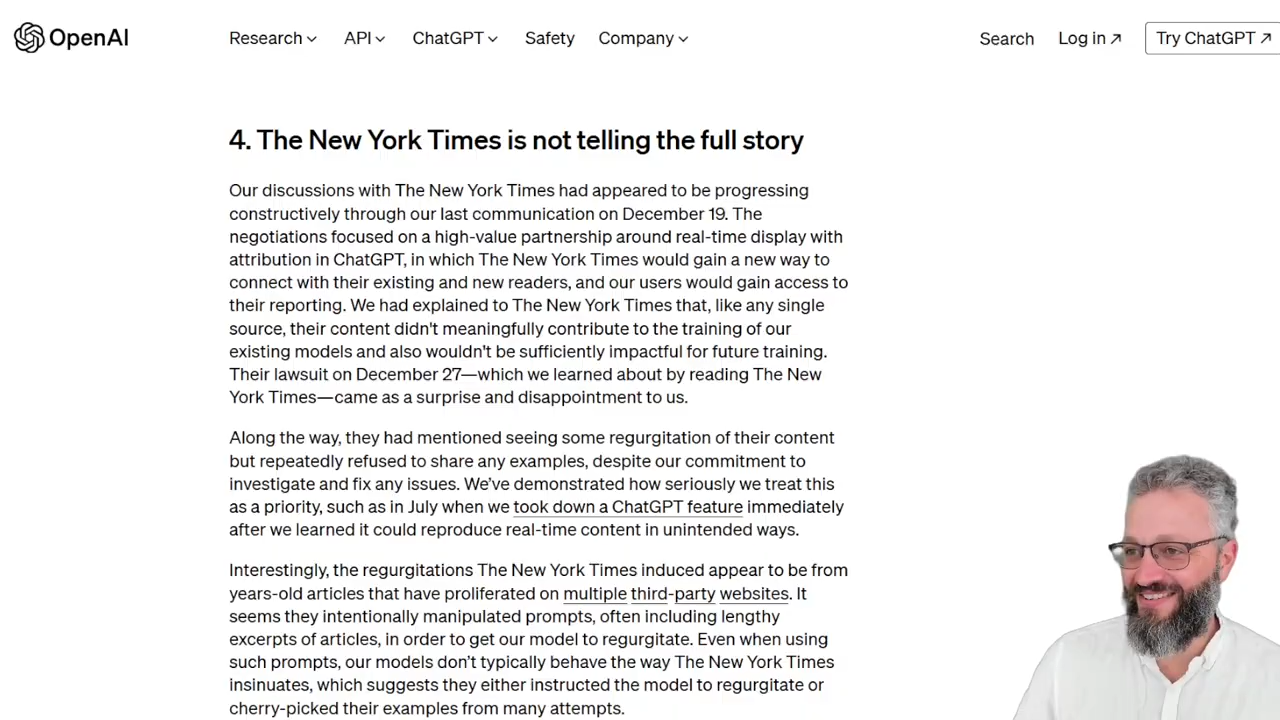 OpenAI
Research API ChatGPT Safety Company Search Log in Try ChatGPT
4. The New York Times is not telling the full story
Our discussions with The New York Times had appeared to be progressing
constructively through our last communication on December 19. The
negotiations focused on a high-value partnership around real-time display with
attribution in ChatGPT, in which The New York Times would gain a new way to
connect with their existing and new readers, and our users would gain access to
their reporting. We had explained to The New York Times that, like any single
source, their content didn't meaningfully contribute to the training of our
existing models and also wouldn't be sufficiently impactful for future training.
Their lawsuit on December 27—which we learned about by reading The New
York Times—came as a surprise and disappointment to us.
Along the way, they had mentioned seeing some regurgitation of their content
but repeatedly refused to share any examples, despite our commitment to
investigate and fix any issues. We’ve demonstrated how seriously we treat this
as a priority, such as in July when we took down a ChatGPT feature immediately
after we learned it could reproduce real-time content in unintended ways.
Interestingly, the regurgitations The New York Times induced appear to be from
years-old articles that have proliferated on multiple third-party websites. It
seems they intentionally manipulated prompts, often including lengthy
excerpts of articles, in order to get our model to regurgitate. Even when using
such prompts, our models don’t typically behave the way The New York Times
insinuates, which suggests they either instructed the model to regurgitate or
cherry-picked their examples from many attempts.